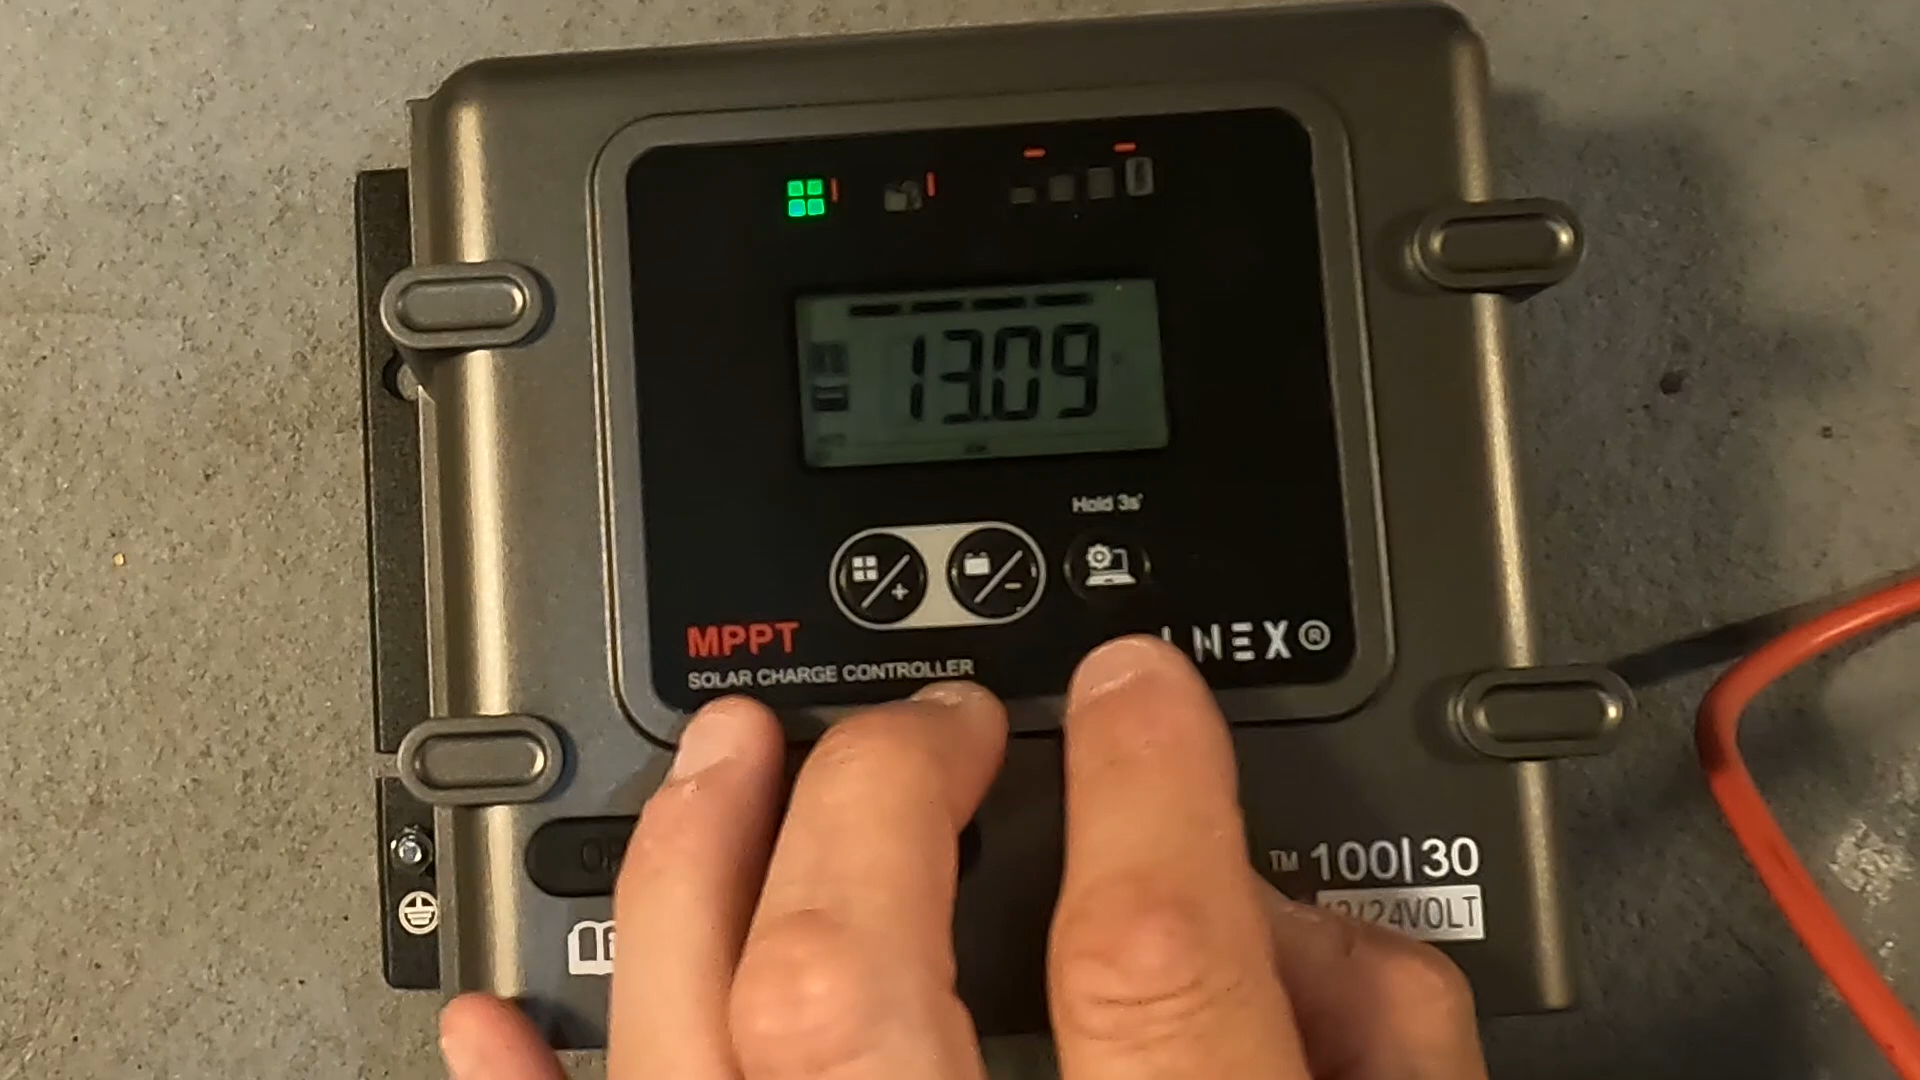 13.09
Hold 3s'
MPPT
NEX®
SOLAR CHARGE CONTROLLER
TM 100|30
/24VOLT